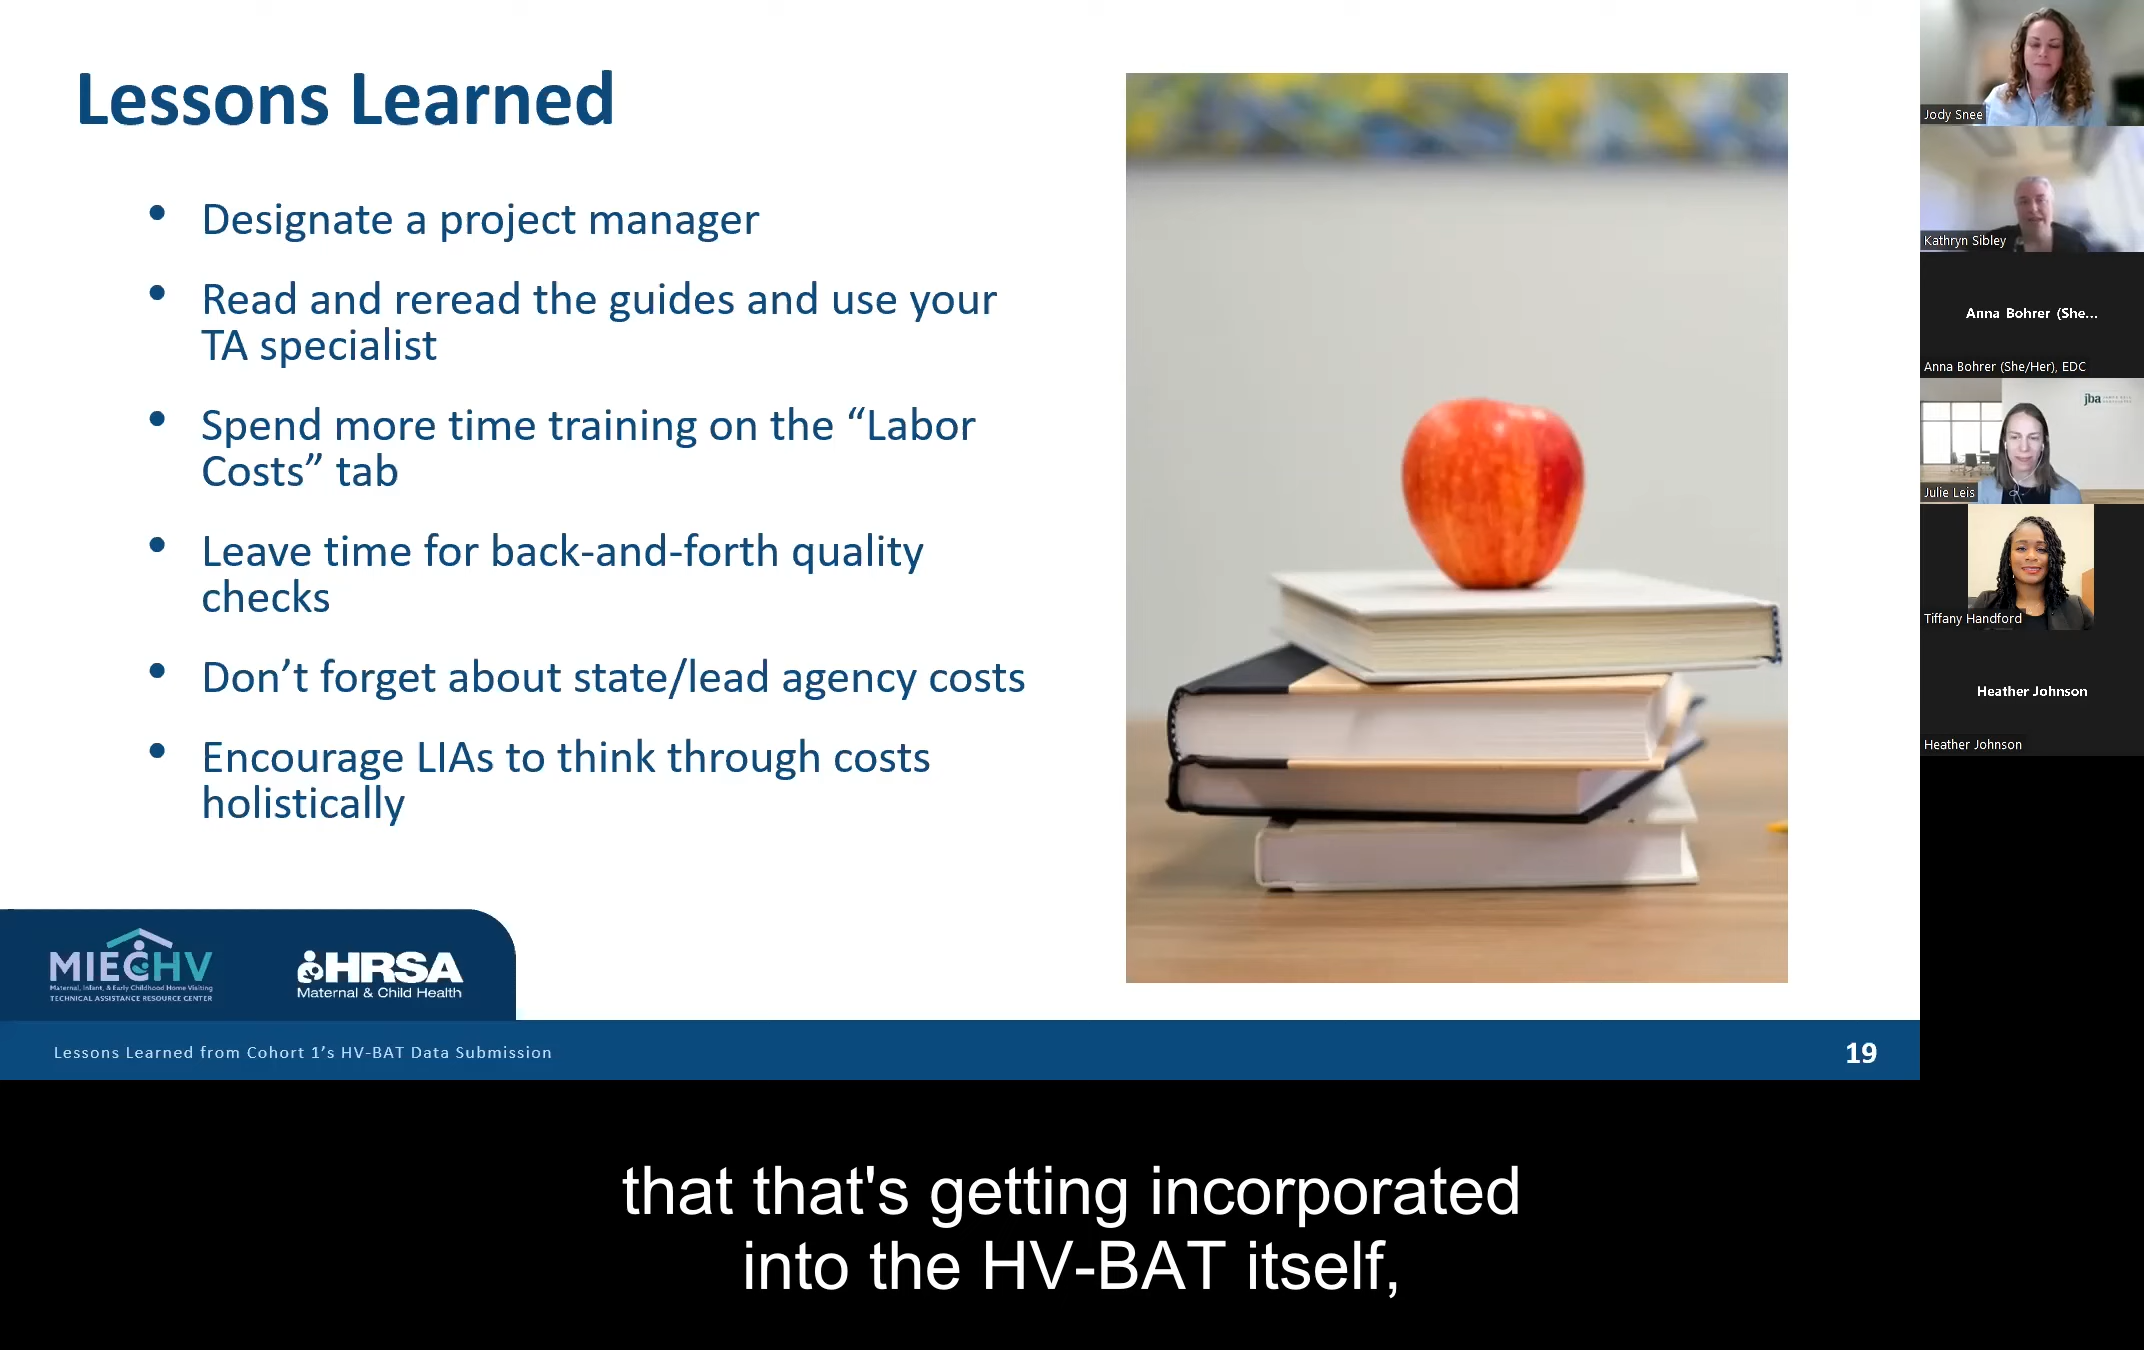 Lessons Learned
• Designate a project manager
• Read and reread the guides and use your
TA specialist
• Spend more time training on the “Labor
Costs” tab
• Leave time for back-and-forth quality
checks
• Don’t forget about state/lead agency costs
• Encourage LIAs to think through costs
holistically
MIECHV
Maternal, Infant, & Early Childhood Home Visiting
TECHNICAL ASSISTANCE RESOURCE CENTER
HRSA
Maternal & Child Health
Lessons Learned from Cohort 1’s HV-BAT Data Submission
19
Jody Snee
Kathryn Sibley
Anna Bohrer (She...
Anna Bohrer (She/Her), EDC
jba
Julie Leis
Tiffany Handford
Heather Johnson
Heather Johnson
that that's getting incorporated
into the HV-BAT itself,